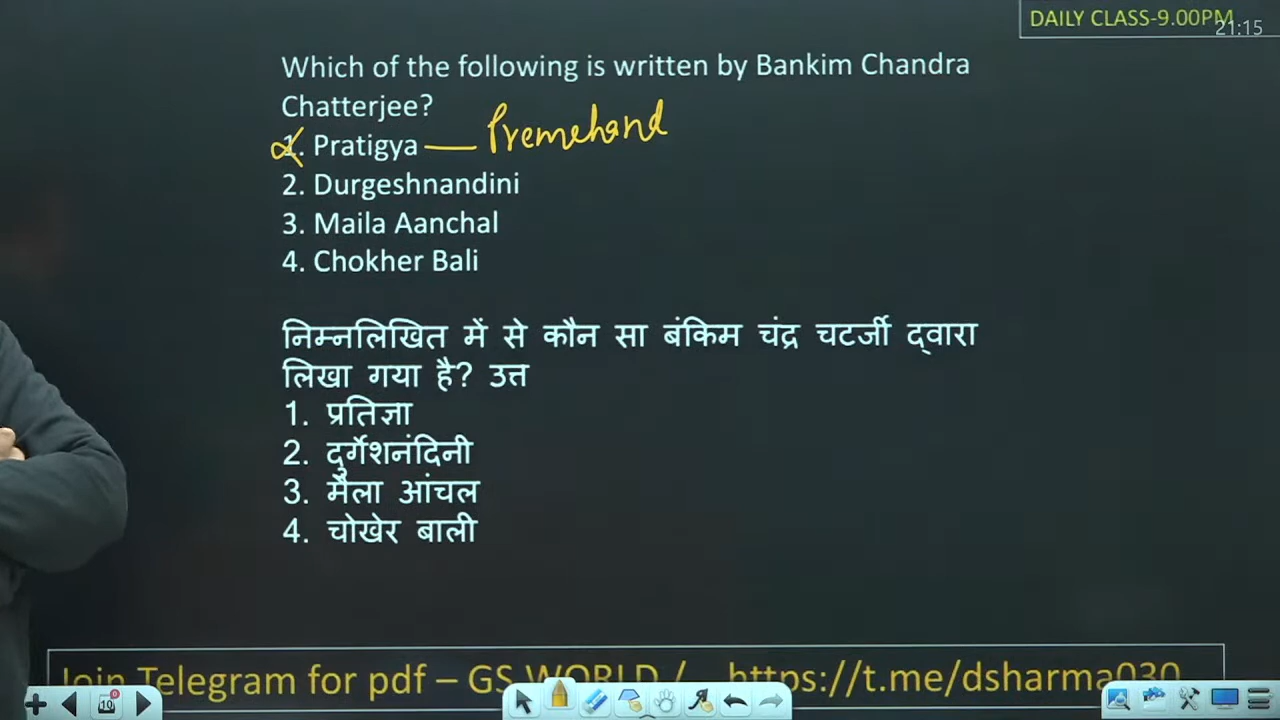 DAILY CLASS-9.00PM
21:15
Which of the following is written by Bankim Chandra
Chatterjee?
1. Pratigya — Premchand
2. Durgeshnandini
3. Maila Aanchal
4. Chokher Bali
निम्नलिखित में से कौन सा बंकिम चंद्र चटर्जी द्वारा
लिखा गया है? उत्त
1. प्रतिज्ञा
2. दुर्गेशनंदिनी
3. मैला आंचल
4. चोखेर बाली
Join Telegram for pdf – GS WORLD / https://t.me/dsharma030
19
0